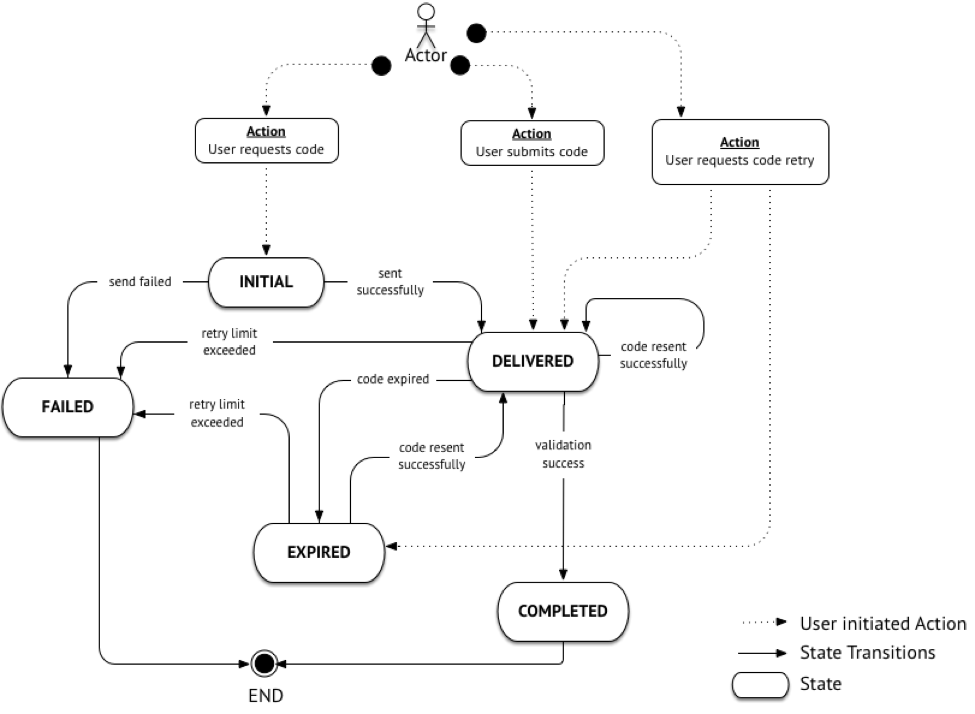 Actor
Action
User requests code
Action
User submits code
Action
User requests code retry
INITIAL
send failed
sent
successfully
retry limit
exceeded
DELIVERED
code resent
successfully
code expired
FAILED
retry limit
exceeded
code resent
successfully
validation
success
EXPIRED
COMPLETED
END
User initiated Action
State Transitions
State